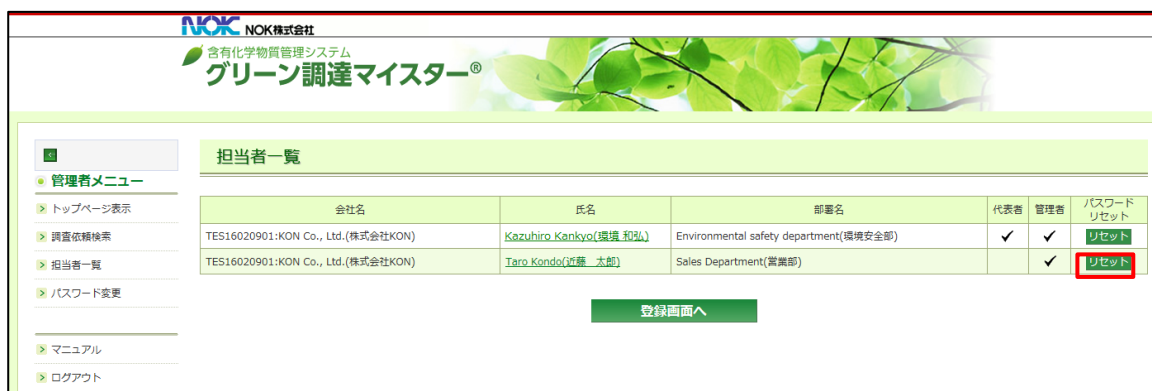 NOK NOK株式会社
含有化学物質管理システム
グリーン調達マイスター®
管理者メニュー
トップページ表示
調査依頼検索
担当者一覧
パスワード変更
マニュアル
ログアウト
担当者一覧
会社名 氏名 部署名 代表者 管理者 パスワード
リセット
TES16020901:KON Co., Ltd.(株式会社KON) Kazuhiro Kankyo(環境 和弘) Environmental safety department(環境安全部) ✓ ✓ リセット
TES16020901:KON Co., Ltd.(株式会社KON) Taro Kondo(近藤　太郎) Sales Department(営業部) ✓ リセット
登録画面へ